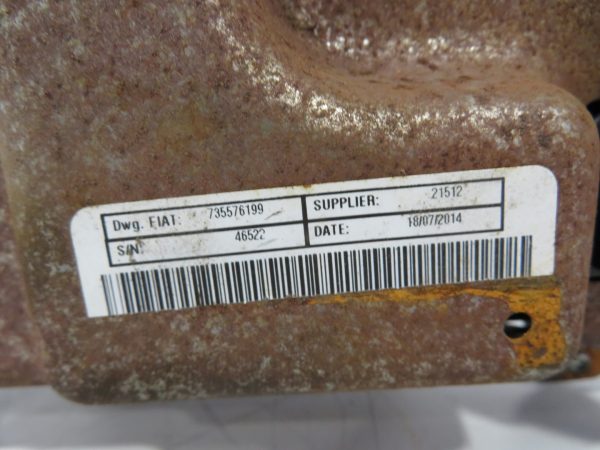 Dwg. FIAT: 735576199 SUPPLIER: 21512
S/N: 46522 DATE: 18/07/2014